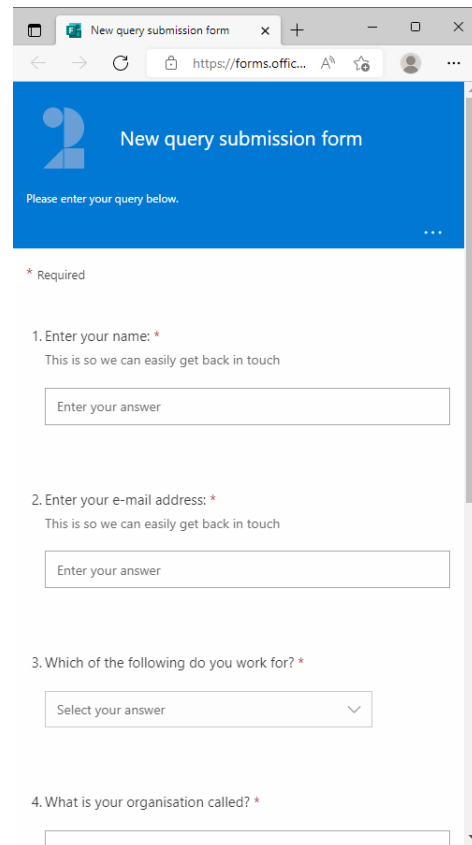 New query submission form
https://forms.offic...
New query submission form
Please enter your query below.
...
* Required
1. Enter your name: *
This is so we can easily get back in touch
Enter your answer
2. Enter your e-mail address: *
This is so we can easily get back in touch
Enter your answer
3. Which of the following do you work for? *
Select your answer
4. What is your organisation called? *